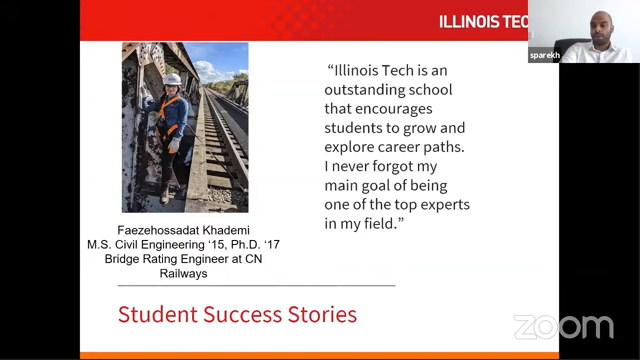 ILLINOIS TE
sparekh
“Illinois Tech is an
outstanding school
that encourages
students to grow and
explore career paths.
I never forgot my
main goal of being
one of the top experts
in my field.”
Faezehossadat Khademi
M.S. Civil Engineering ‘15, Ph.D. ‘17
Bridge Rating Engineer at CN
Railways
Student Success Stories
zoom